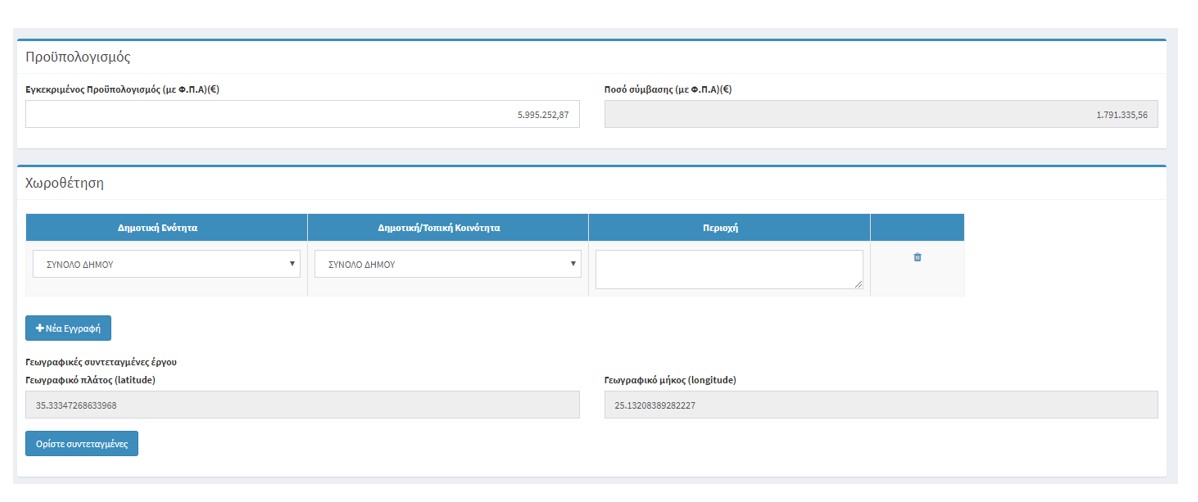 Προϋπολογισμός
Εγκεκριμένος Προϋπολογισμός (με Φ.Π.Α)(€) Ποσό σύμβασης (με Φ.Π.Α)(€)
5.995.252,87 1.791.335,56
Χωροθέτηση
Δημοτική Ενότητα Δημοτική/Τοπική Κοινότητα Περιοχή
ΣΥΝΟΛΟ ΔΗΜΟΥ ΣΥΝΟΛΟ ΔΗΜΟΥ
Νέα Εγγραφή
Γεωγραφικές συντεταγμένες έργου
Γεωγραφικό πλάτος (latitude) Γεωγραφικό μήκος (longitude)
35.33347268633968 25.13208389282227
Ορίστε συντεταγμένες